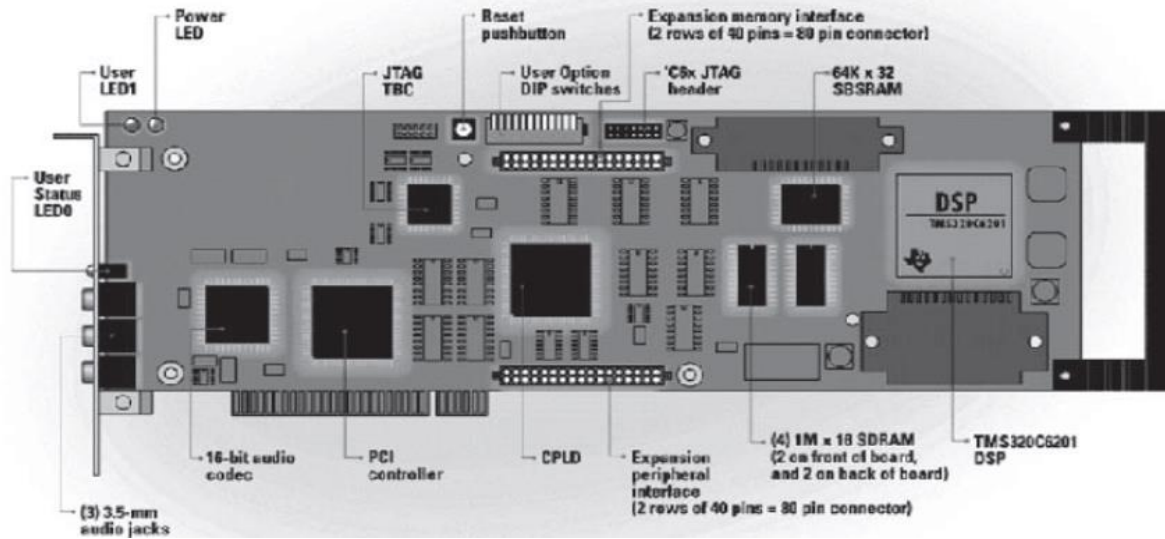 Power
LED
Reset
pushbutton
Expansion memory interface
(2 rows of 40 pins = 80 pin connector)
User
LED1
JTAG
TBC
User Option
DIP switches
'C6x JTAG
header
64K x 32
SBSRAM
User
Status
LED0
DSP
TMS320C6201
16-bit audio
codec
PCI
controller
CPLD
Expansion
peripheral
interface
(2 rows of 40 pins = 80 pin connector)
(4) 1M x 16 SDRAM
(2 on front of board,
and 2 on back of board)
TMS320C6201
DSP
(3) 3.5-mm
audio jacks